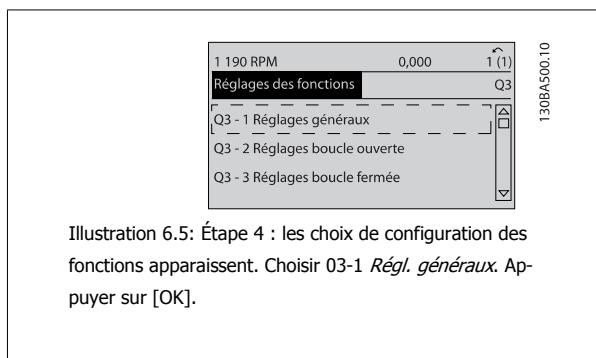 1 190 RPM 0,000 1 (1)
Réglages des fonctions Q3
Q3 - 1 Réglages généraux
Q3 - 2 Réglages boucle ouverte
Q3 - 3 Réglages boucle fermée
130BA500.10
Illustration 6.5: Étape 4 : les choix de configuration des
fonctions apparaissent. Choisir 03-1 Régl. généraux. Ap-
puyer sur [OK].